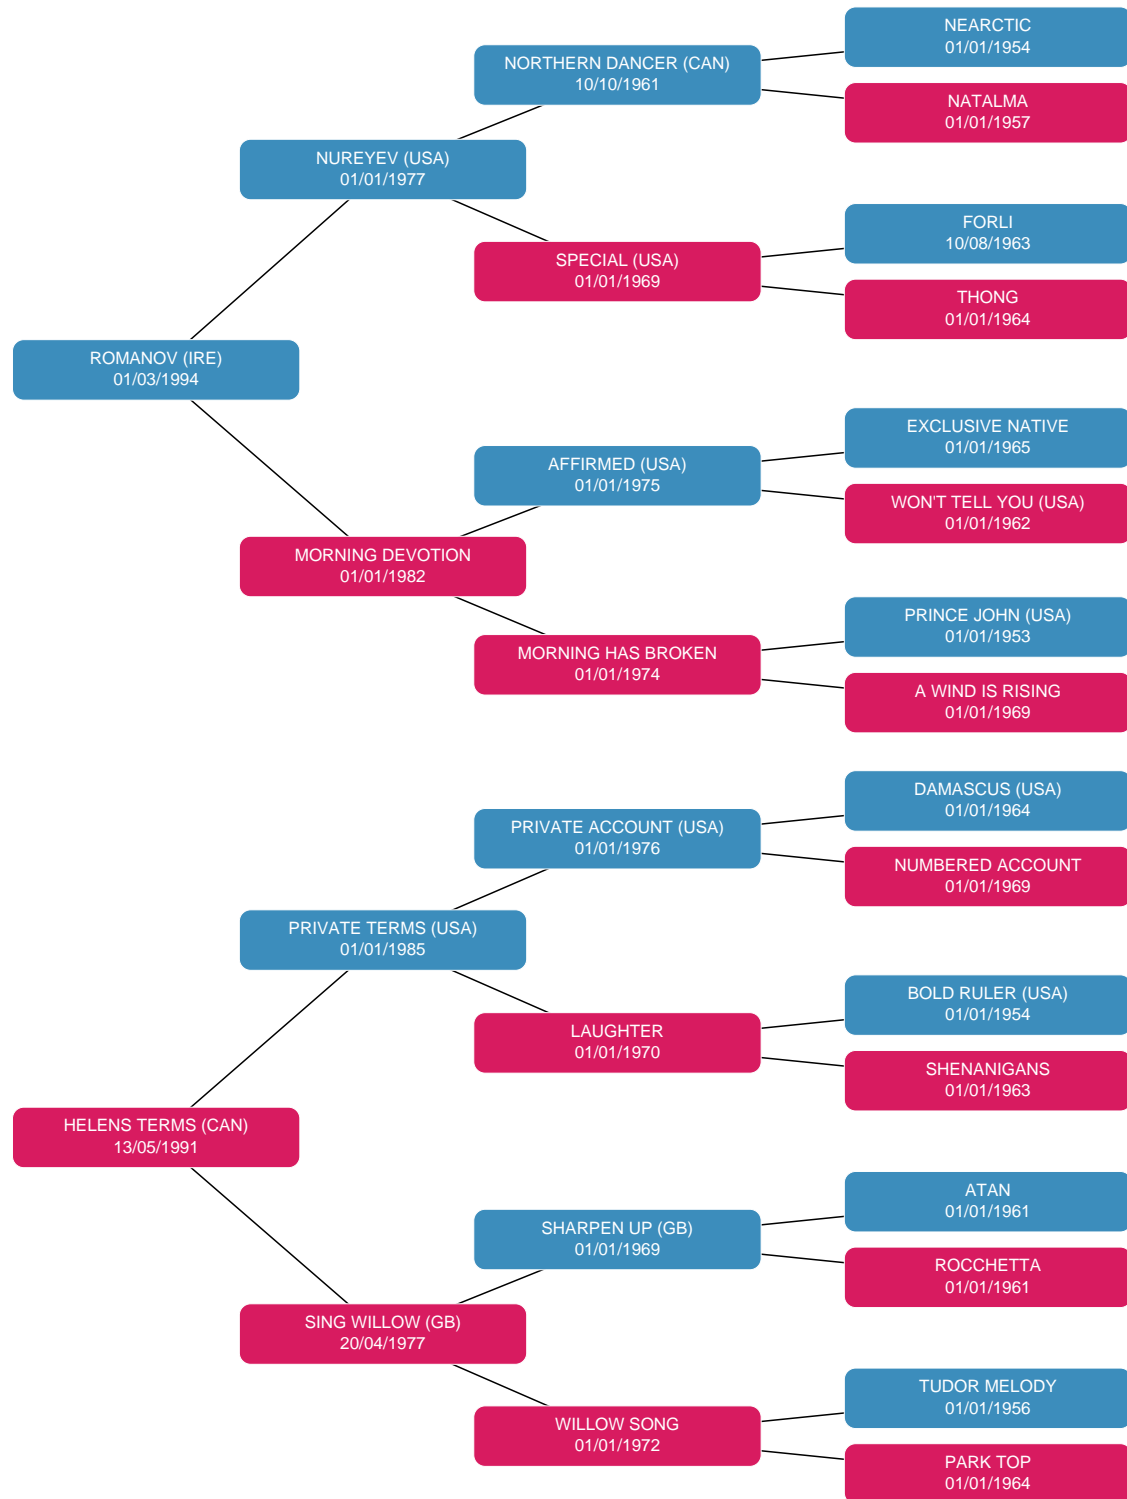 NEARCTIC
01/01/1954
NORTHERN DANCER (CAN)
10/10/1961
NATALMA
01/01/1957
NUREYEV (USA)
01/01/1977
FORLI
10/08/1963
SPECIAL (USA)
01/01/1969
THONG
01/01/1964
ROMANOV (IRE)
01/03/1994
EXCLUSIVE NATIVE
01/01/1965
AFFIRMED (USA)
01/01/1975
WON'T TELL YOU (USA)
01/01/1962
MORNING DEVOTION
01/01/1982
PRINCE JOHN (USA)
01/01/1953
MORNING HAS BROKEN
01/01/1974
A WIND IS RISING
01/01/1969
DAMASCUS (USA)
01/01/1964
PRIVATE ACCOUNT (USA)
01/01/1976
NUMBERED ACCOUNT
01/01/1969
PRIVATE TERMS (USA)
01/01/1985
BOLD RULER (USA)
01/01/1954
LAUGHTER
01/01/1970
SHENANIGANS
01/01/1963
HELENS TERMS (CAN)
13/05/1991
ATAN
01/01/1961
SHARPEN UP (GB)
01/01/1969
ROCCHETTA
01/01/1961
SING WILLOW (GB)
20/04/1977
TUDOR MELODY
01/01/1956
WILLOW SONG
01/01/1972
PARK TOP
01/01/1964